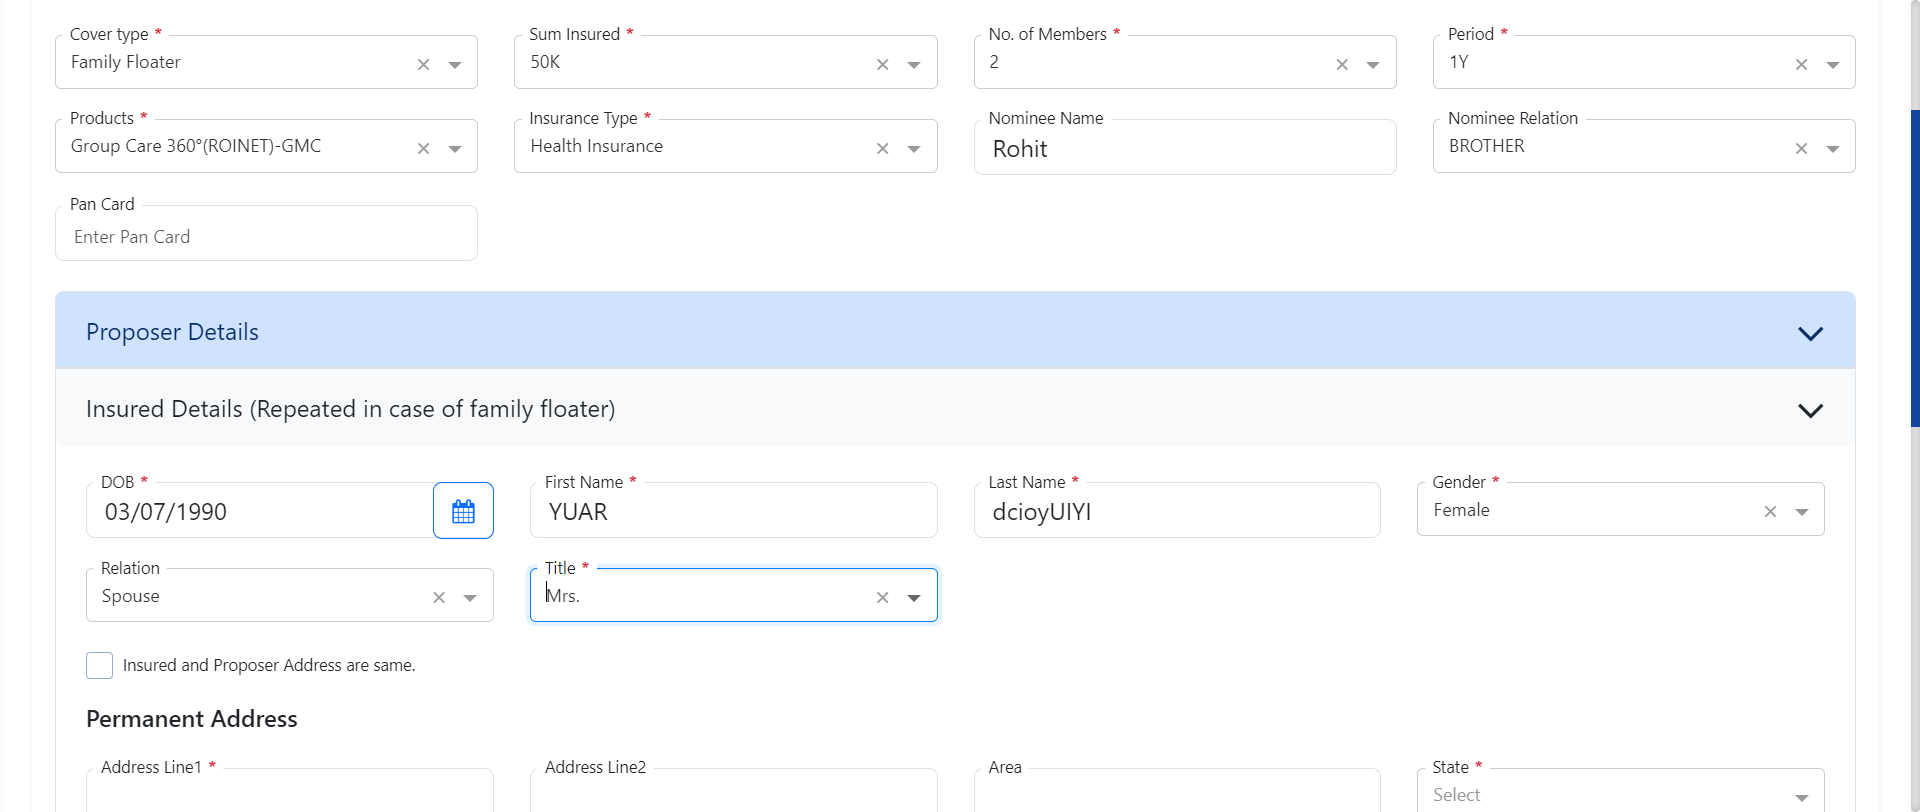 Cover type * Sum Insured * No. of Members * Period *
Family Floater 50K 2 1Y
Products * Insurance Type * Nominee Name Nominee Relation
Group Care 360°(ROINET)-GMC Health Insurance Rohit BROTHER
Pan Card
Enter Pan Card
Proposer Details
Insured Details (Repeated in case of family floater)
DOB * First Name * Last Name * Gender *
03/07/1990 YUAR dcioyUIYI Female
Relation Title *
Spouse Mrs.
Insured and Proposer Address are same.
Permanent Address
Address Line1 * Address Line2 Area State *
Select